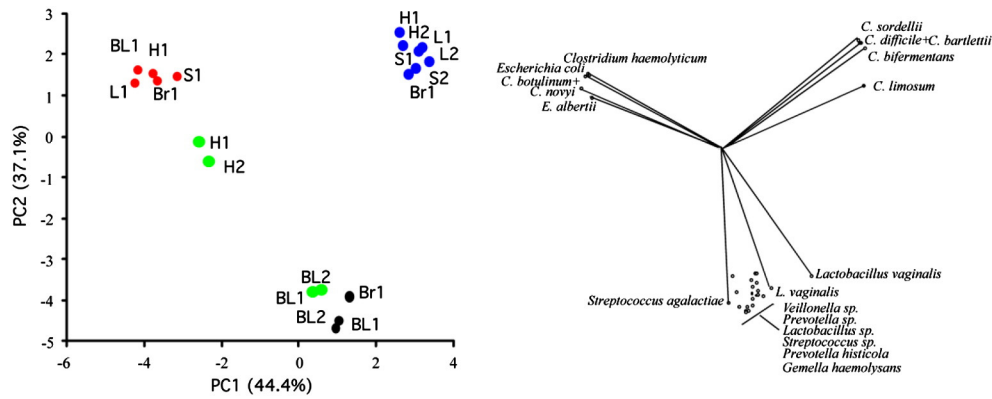 3
2
1
0
-1
-2
-3
-4
-5
-6
-4
-2
0
2
4
PC2 (37.1%)
PC1 (44.4%)
BL1
H1
S1
L1
Br1
H1
H2
L1
L2
S1
S2
Br1
H1
H2
BL2
BL1
Br1
BL2
BL1
Clostridium haemolyticum
Escherichia coli
C. botulinum+
C. novyi
E. albertii
C. sordellii
C. difficile+C. bartlettii
C. bifermentans
C. limosum
Lactobacillus vaginalis
Streptococcus agalactiae
L. vaginalis
Veillonella sp.
Prevotella sp.
Lactobacillus sp.
Streptococcus sp.
Prevotella histicola
Gemella haemolysans